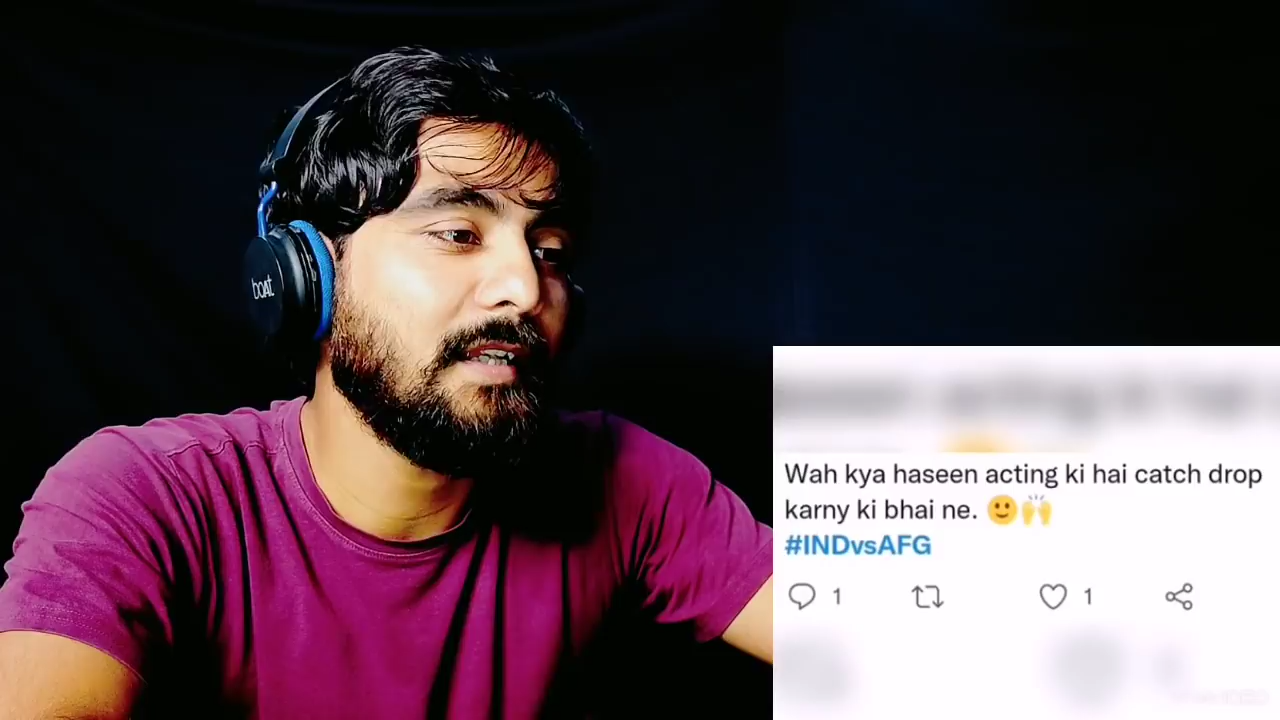 boAt
Wah kya haseen acting ki hai catch drop
karny ki bhai ne. 🙂🙌
#INDvsAFG
1
1